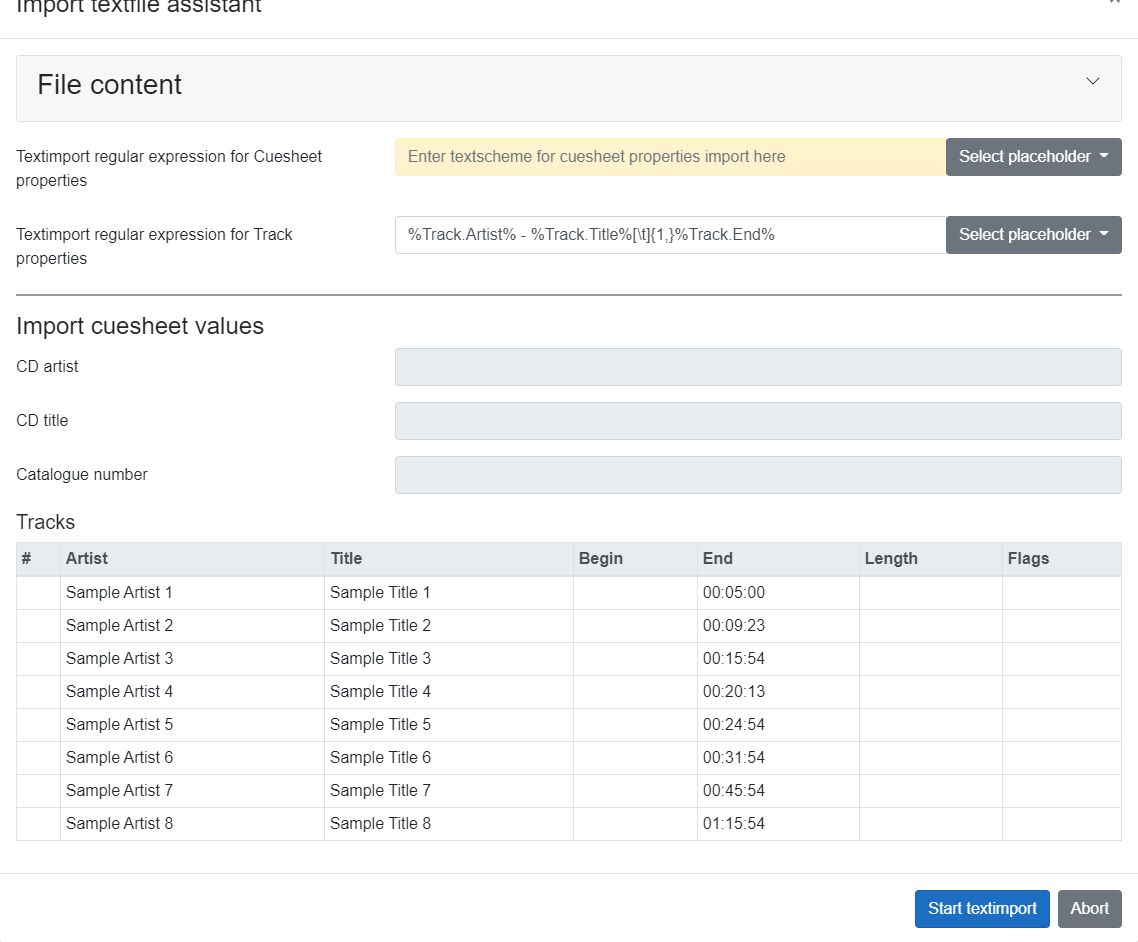 Import textfile assistant
File content
Textimport regular expression for Cuesheet
properties
Enter textscheme for cuesheet properties import here
Select placeholder
Textimport regular expression for Track
properties
%Track.Artist% - %Track.Title%[\t]{1,}%Track.End%
Select placeholder
Import cuesheet values
CD artist
CD title
Catalogue number
Tracks
# Artist Title Begin End Length Flags
Sample Artist 1 Sample Title 1 00:05:00
Sample Artist 2 Sample Title 2 00:09:23
Sample Artist 3 Sample Title 3 00:15:54
Sample Artist 4 Sample Title 4 00:20:13
Sample Artist 5 Sample Title 5 00:24:54
Sample Artist 6 Sample Title 6 00:31:54
Sample Artist 7 Sample Title 7 00:45:54
Sample Artist 8 Sample Title 8 01:15:54
Start textimport Abort